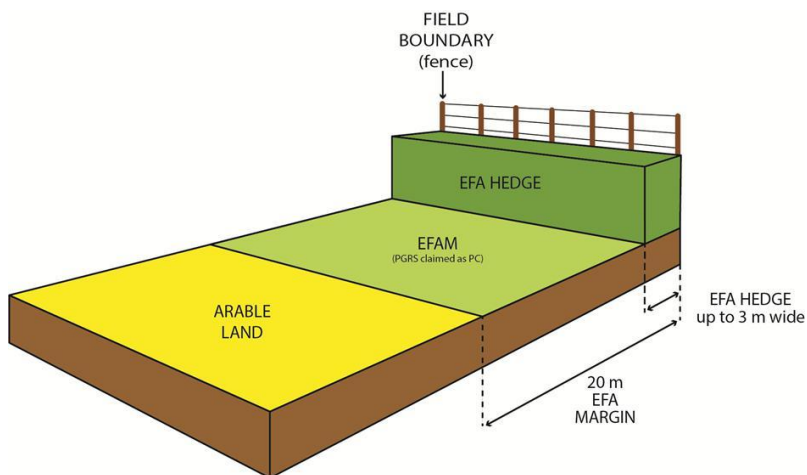 FIELD
BOUNDARY
(fence)
EFA HEDGE
EFAM
(PGRS claimed as PC)
ARABLE
LAND
EFA HEDGE
up to 3 m wide
20 m
EFA
MARGIN